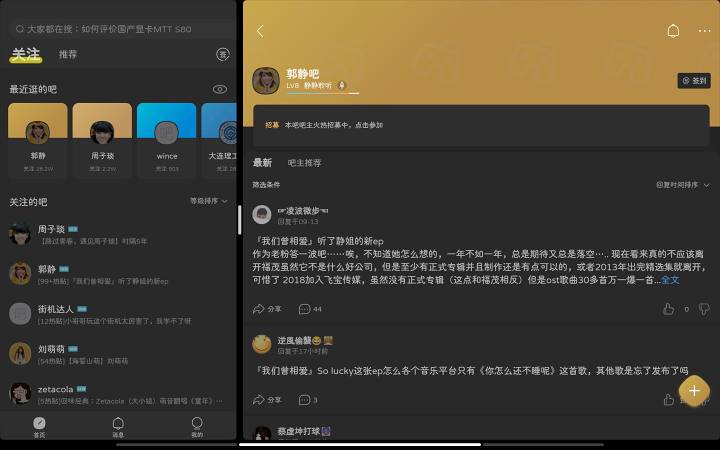 大家都在搜：如何评价国产显卡MTT S80
关注
推荐
签
最近逛的吧
郭静
关注 28.2W
周子琰
关注 2.2W
wince
关注 903
大连理工
关注 28
关注的吧
等级排序
周子琰
【跳过青春，遇见周子琰】时隔5年
郭静
[99+热贴]『我们曾相爱』听了静姐的新ep
街机达人
[12热贴]小哥哥玩这个街机太厉害了，我学不了呀
刘萌萌
[54热贴]【海誓山萌】刘萌萌
zetacola
[5热贴]回味经典：Zetacola（大小姐）萌音翻唱《童年》…
首页
消息
我的
郭静吧
LV8 静静聆听
签到
招募 本吧吧主火热招募中，点击参加
最新
吧主推荐
筛选条件
回复时间排序
☞凌波微步☜
回复于09-13
『我们曾相爱』听了静姐的新ep
作为老粉答一波吧……唉，不知道她怎么想的，一年不如一年，总是期待又总是落空….. 现在看来真的不应该离
开福茂虽然它不是什么好公司，但是至少有正式专辑并且制作还是有点可以的，或者2013年出完精选集就离开，
可惜了 2018加入飞宝传媒，虽然没有正式专辑（这点和福茂相反）但是ost歌曲30多首万一爆一首...全文
分享
44
0
逆風偷襲😂
回复于17小时前
『我们曾相爱』So lucky这张ep怎么各个音乐平台只有《你怎么还不睡呢》这首歌，其他歌是忘了发布了吗
分享
3
蔡虚坤打球